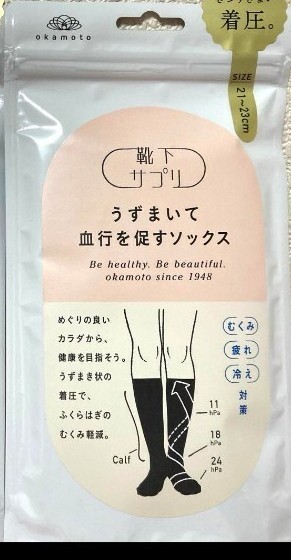 okamoto
着圧。
SIZE
21~23cm
靴下
サプリ
うずまいて
血行を促すソックス
Be healthy. Be beautiful.
okamoto since 1948
めぐりの良い
カラダから、
健康を目指そう。
うずまき状の
着圧で、
ふくらはぎの
むくみ軽減。
むくみ
疲れ
冷え
対策
11
hPa
18
hPa
24
hPa
Calf